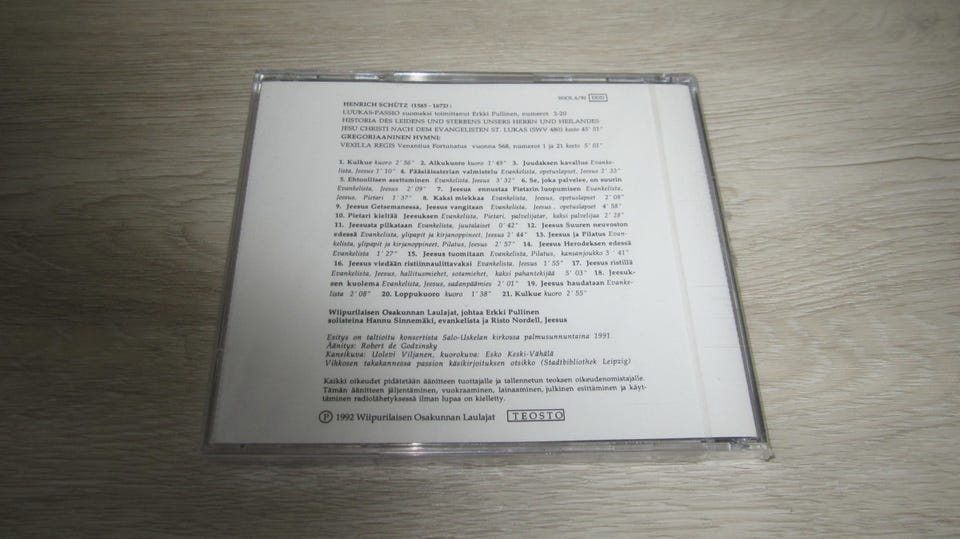 WKOL 6/92 DDD
HENRICH SCHÜTZ (1585 - 1672) :
LUUKAS-PASSIO suomeksi toimittanut Erkki Pullinen, numerot 2-20
HISTORIA DES LEIDENS UND STERBENS UNSERS HERRN UND HEILANDES
JESU CHRISTI NACH DEM EVANGELISTEN ST. LUKAS (SWV 480) kesto 45´51"
GREGORIAANINEN HYMNI:
VEXILLA REGIS Venantius Fortunatus vuonna 568, numerot 1 ja 21 kesto 5´51"
1. Kulkue kuoro 2´56" 2. Alkukuoro kuoro 1´49" 3. Juudaksen kavallus Evanke-
lista, Jeesus 1´10" 4. Pääsiäisaterian valmistelu Evankelista, opetuslapset, Jeesus 2´33"
5. Ehtoollisen asettaminen Evankelista, Jeesus 3´32" 6. Se, joka palvelee, on suurin
Evankelista, Jeesus 2´09" 7. Jeesus ennustaa Pietarin luopumisen Evankelista,
Jeesus, Pietari 1´37" 8. Kaksi miekkaa Evankelista, Jeesus, opetuslapset 2´08"
9. Jeesus Getsemanessa, Jeesus vangitaan Evankelista, Jeesus, opetuslapset 4´58"
10. Pietari kieltää Jeesuksen Evankelista, Pietari, palvelijatar, kaksi palvelijaa 2´28"
11. Jeesusta pilkataan Evankelista, juutalaiset 0´42" 12. Jeesus Suuren neuvoston
edessä Evankelista, ylipapit ja kirjanoppineet, Jeesus 2´44" 13. Jeesus ja Pilatus Evan-
kelista, ylipapit ja kirjanoppineet, Pilatus, Jeesus 2´57" 14. Jeesus Herodeksen edessä
Evankelista 1´27" 15. Jeesus tuomitaan Evankelista, Pilatus, kansanjoukko 3´41"
16. Jeesus viedään ristiinnaulittavaksi Evankelista, Jeesus 1´55" 17. Jeesus ristillä
Evankelista, Jeesus, hallitusmiehet, sotamiehet, kaksi pahantekijää 5´03" 18. Jeesuk-
sen kuolema Evankelista, Jeesus, sadanpäämies 2´01" 19. Jeesus haudataan Evanke-
lista 2´08" 20. Loppukuoro kuoro 1´38" 21. Kulkue kuoro 2´55"
Wiipurilaisen Osakunnan Laulajat, johtaa Erkki Pullinen
solisteina Hannu Sinnemäki, evankelista ja Risto Nordell, Jeesus
Esitys on taltioitu konsertista Salo-Uskelan kirkossa palmusunnuntaina 1991
Äänitys: Robert de Godzinsky
Kansikuva: Uolevi Viljanen, kuorokuva: Esko Keski-Vähälä
Vihkosen takakannessa passion käsikirjoituksen otsikko (Stadtbibliothek Leipzig)
Kaikki oikeudet pidätetään äänitteen tuottajalle ja tallennetun teoksen oikeudenomistajalle.
Tämän äänitteen jäljentäminen, vuokraaminen, lainaaminen, julkinen esittäminen ja käyt-
täminen radiolähetyksessä ilman lupaa on kielletty.
Ⓟ 1992 Wiipurilaisen Osakunnan Laulajat TEOSTO